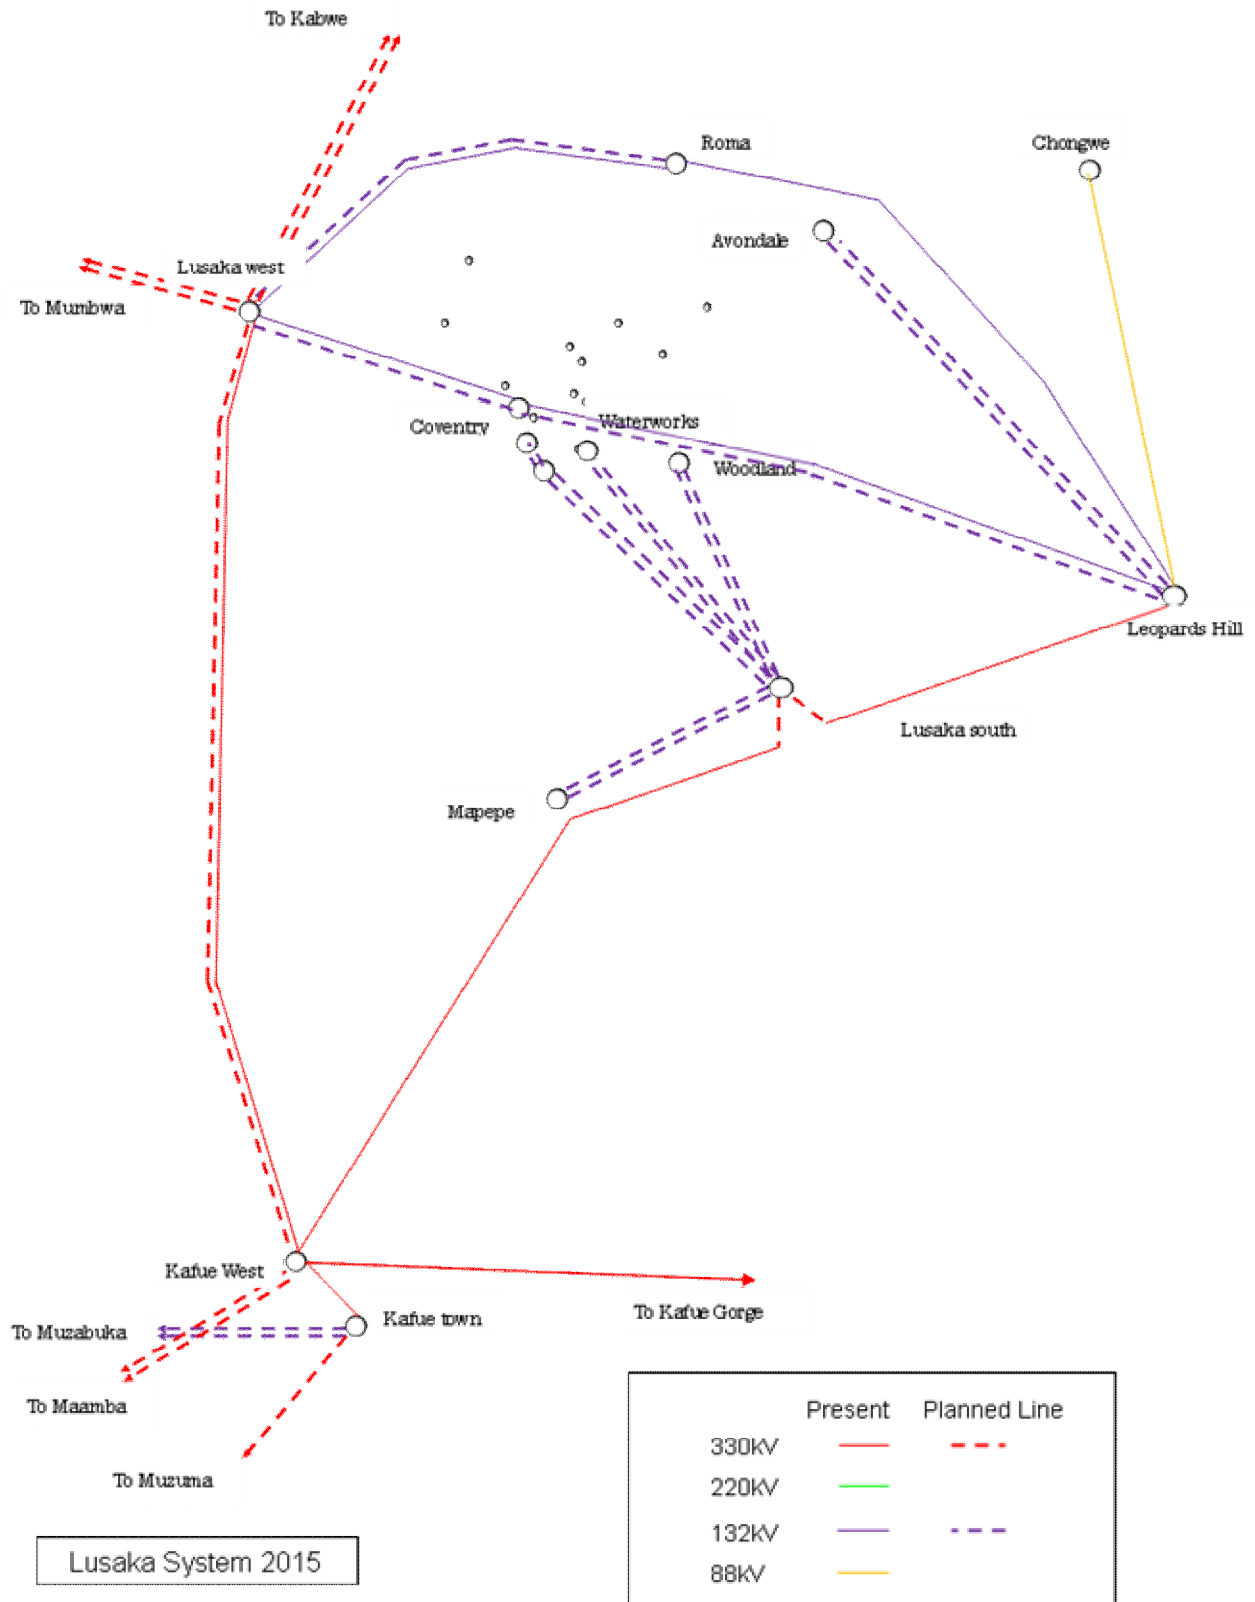 To Kabwe
Roma
Chongwe
Avondale
Lusaka west
To Mumbwa
Coventry
Waterworks
Woodland
Leopards Hill
Lusaka south
Mapepe
Kafue West
To Kafue Gorge
Kafue town
To Muzabuka
To Maamba
To Muzuma
Present Planned Line
330kV
220kV
132kV
88kV
Lusaka System 2015